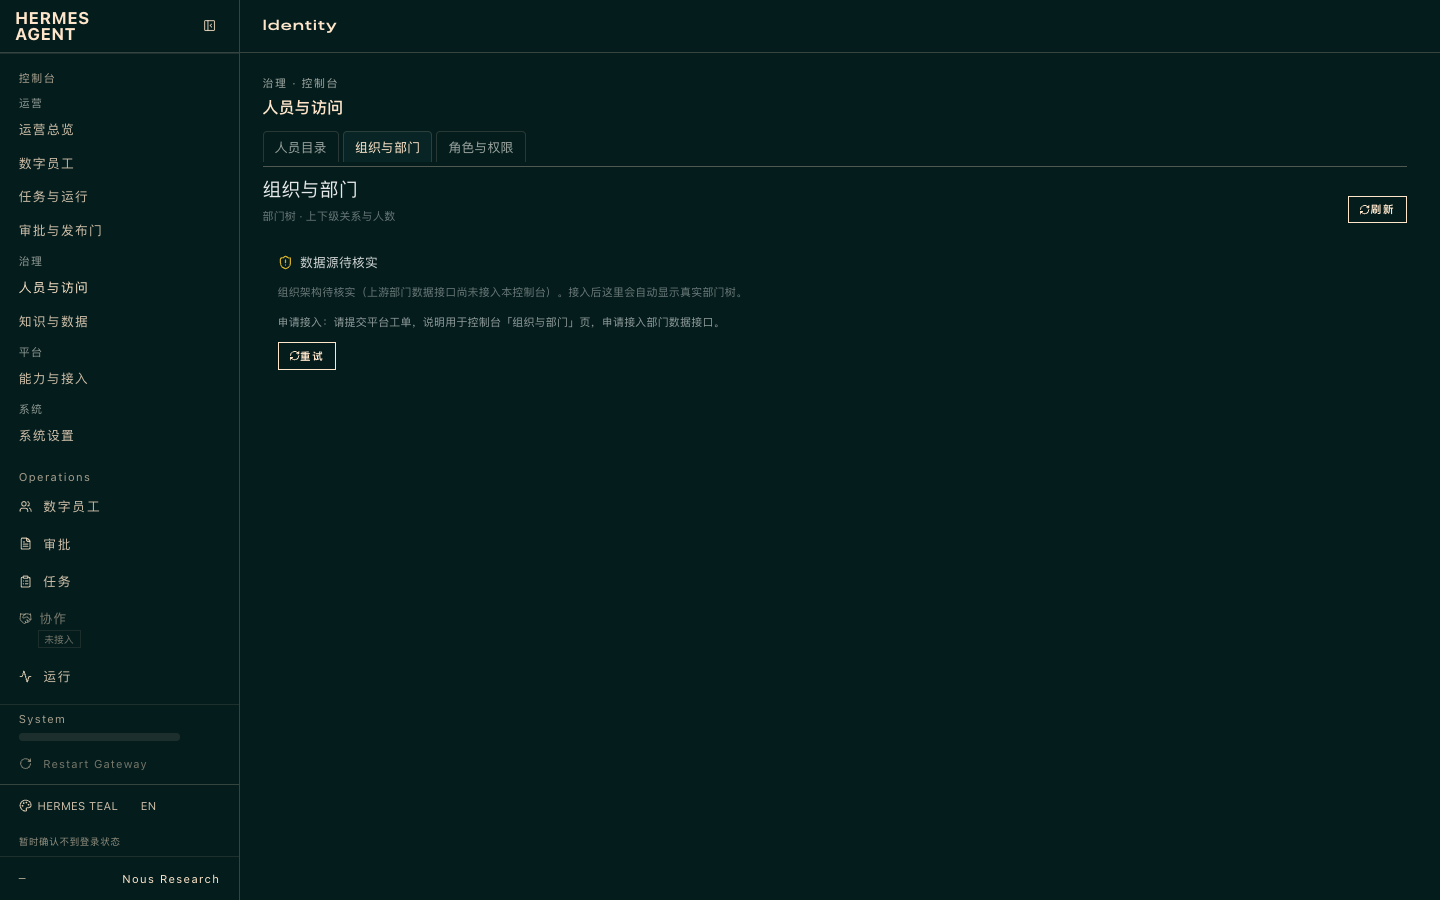 HERMES
AGENT
控制台
运营
运营总览
数字员工
任务与运行
审批与发布门
治理
人员与访问
知识与数据
平台
能力与接入
系统
系统设置
Operations
数字员工
审批
任务
协作
未接入
运行
System
Restart Gateway
HERMES TEAL EN
暂时确认不到登录状态
— Nous Research
Identity
治理 · 控制台
人员与访问
人员目录 组织与部门 角色与权限
组织与部门
部门树 · 上下级关系与人数
刷新
数据源待核实
组织架构待核实（上游部门数据接口尚未接入本控制台）。接入后这里会自动显示真实部门树。
申请接入：请提交平台工单，说明用于控制台「组织与部门」页，申请接入部门数据接口。
重试